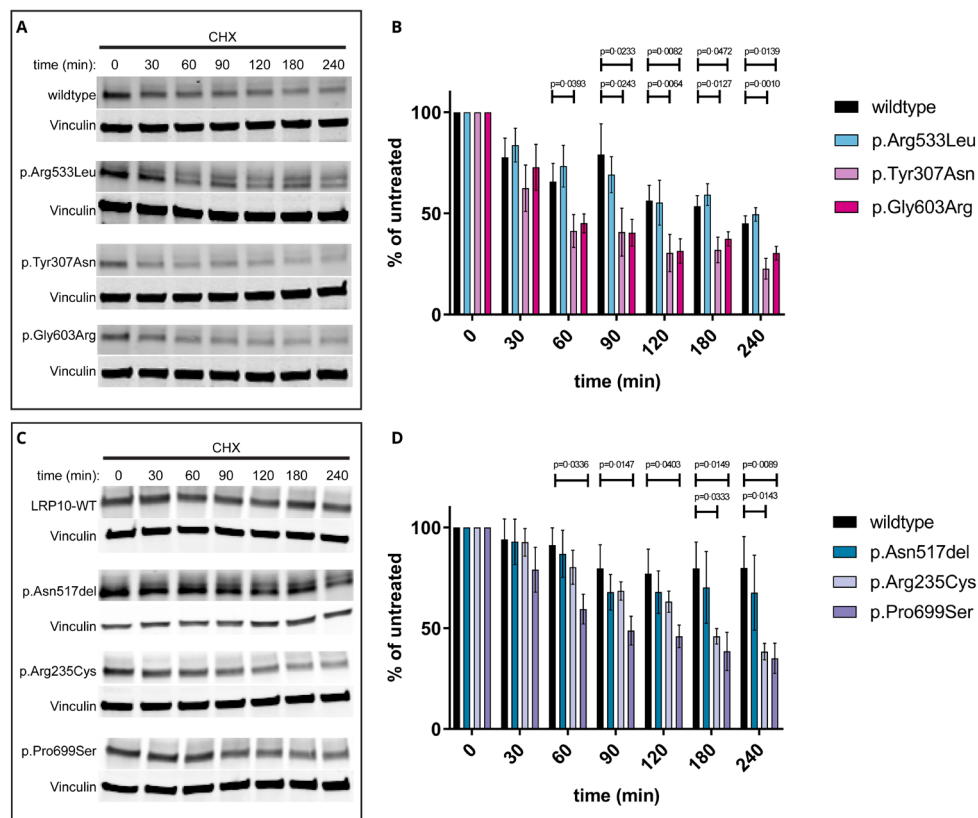 A
CHX
time (min): 0 30 60 90 120 180 240
wildtype
Vinculin
p.Arg533Leu
Vinculin
p.Tyr307Asn
Vinculin
p.Gly603Arg
Vinculin
B
p=0·0233 p=0·0082 p=0·0472 p=0·0139
p=0·0393 p=0·0243 p=0·0064 p=0·0127 p=0·0010
% of untreated
100
50
0
0 30 60 90 120 180 240
time (min)
wildtype
p.Arg533Leu
p.Tyr307Asn
p.Gly603Arg
C
CHX
time (min): 0 30 60 90 120 180 240
LRP10-WT
Vinculin
p.Asn517del
Vinculin
p.Arg235Cys
Vinculin
p.Pro699Ser
Vinculin
D
p=0·0336 p=0·0147 p=0·0403 p=0·0149 p=0·0089
p=0·0333 p=0·0143
% of untreated
100
50
0
0 30 60 90 120 180 240
time (min)
wildtype
p.Asn517del
p.Arg235Cys
p.Pro699Ser